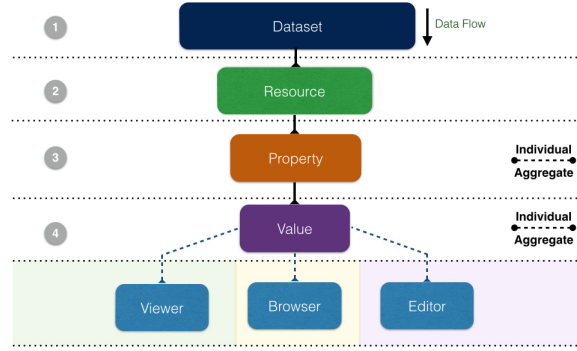 1
Dataset
Data Flow
2
Resource
3
Property
Individual
Aggregate
4
Value
Individual
Aggregate
Viewer
Browser
Editor